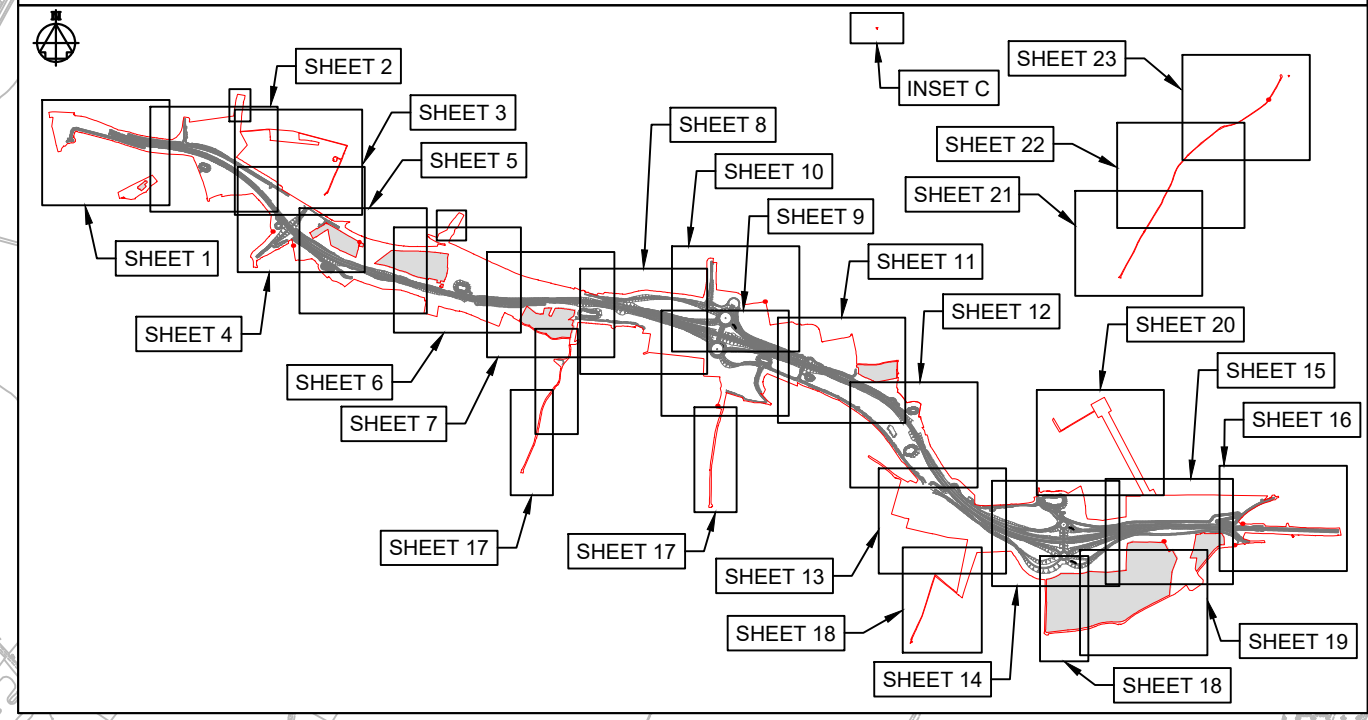 SHEET 2
INSET C
SHEET 23
SHEET 3
SHEET 8
SHEET 22
SHEET 5
SHEET 10
SHEET 21
SHEET 9
SHEET 1
SHEET 11
SHEET 12
SHEET 4
SHEET 20
SHEET 15
SHEET 6
SHEET 16
SHEET 7
SHEET 17
SHEET 17
SHEET 13
SHEET 18
SHEET 19
SHEET 14
SHEET 18